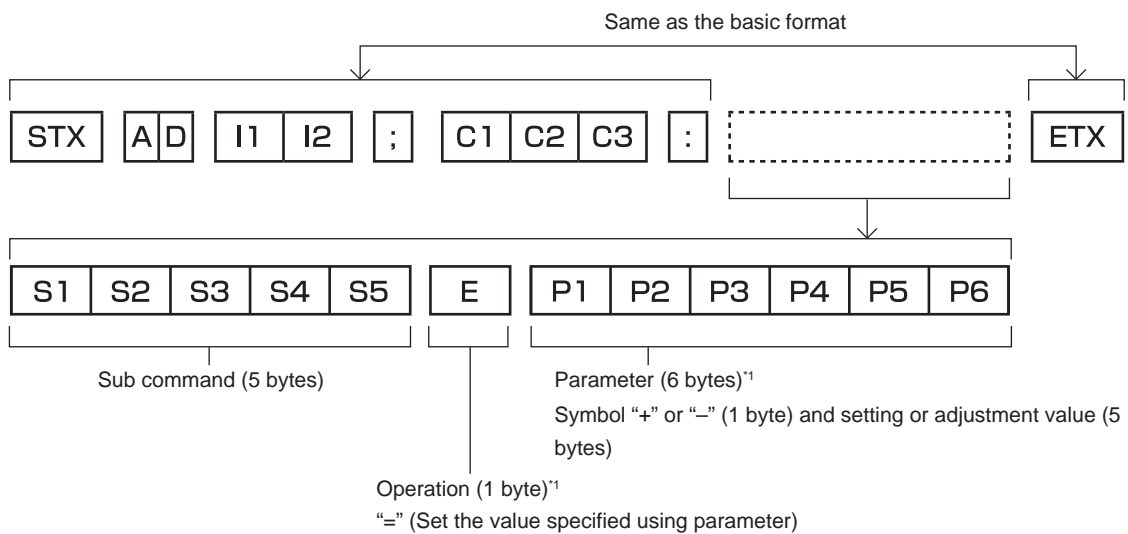 Same as the basic format
STX A D I1 I2 ; C1 C2 C3 : ETX
S1 S2 S3 S4 S5 E P1 P2 P3 P4 P5 P6
Sub command (5 bytes)
Parameter (6 bytes)*1
Symbol “+” or “–” (1 byte) and setting or adjustment value (5
bytes)
Operation (1 byte)*1
“=” (Set the value specified using parameter)